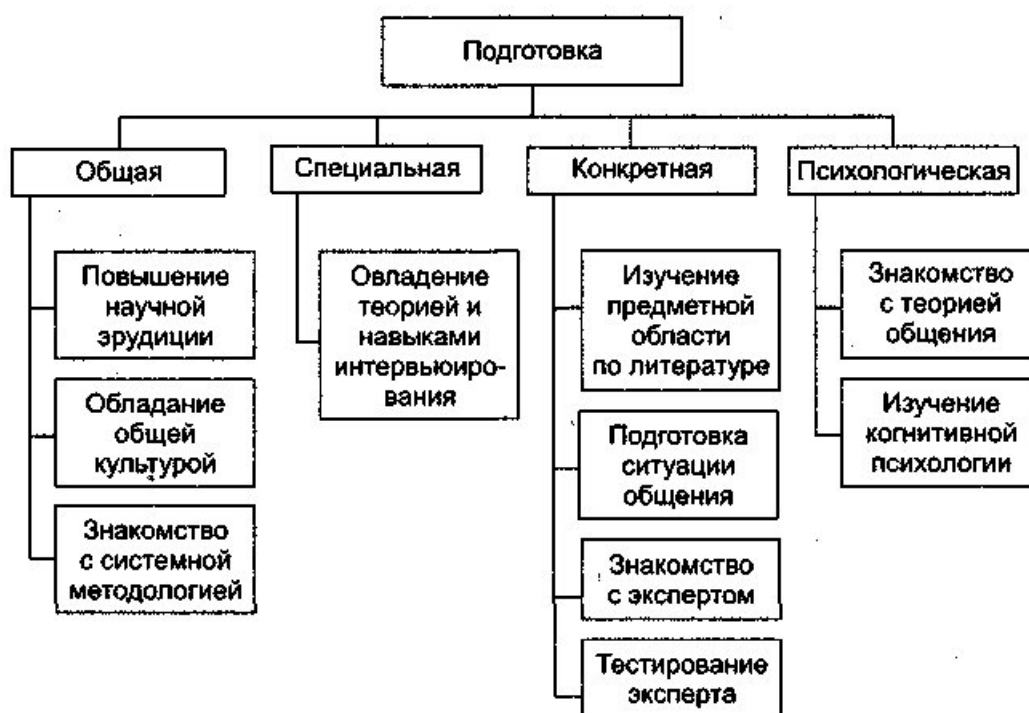 Подготовка
Общая
Специальная
Конкретная
Психологическая
Повышение
научной
эрудиции
Обладание
общей
культурой
Знакомство
с системной
методологией
Овладение
теорией и
навыками
интервьюиро-
вания
Изучение
предметной
области
по литературе
Подготовка
ситуации
общения
Знакомство
с экспертом
Тестирование
эксперта
Знакомство
с теорией
общения
Изучение
когнитивной
психологии